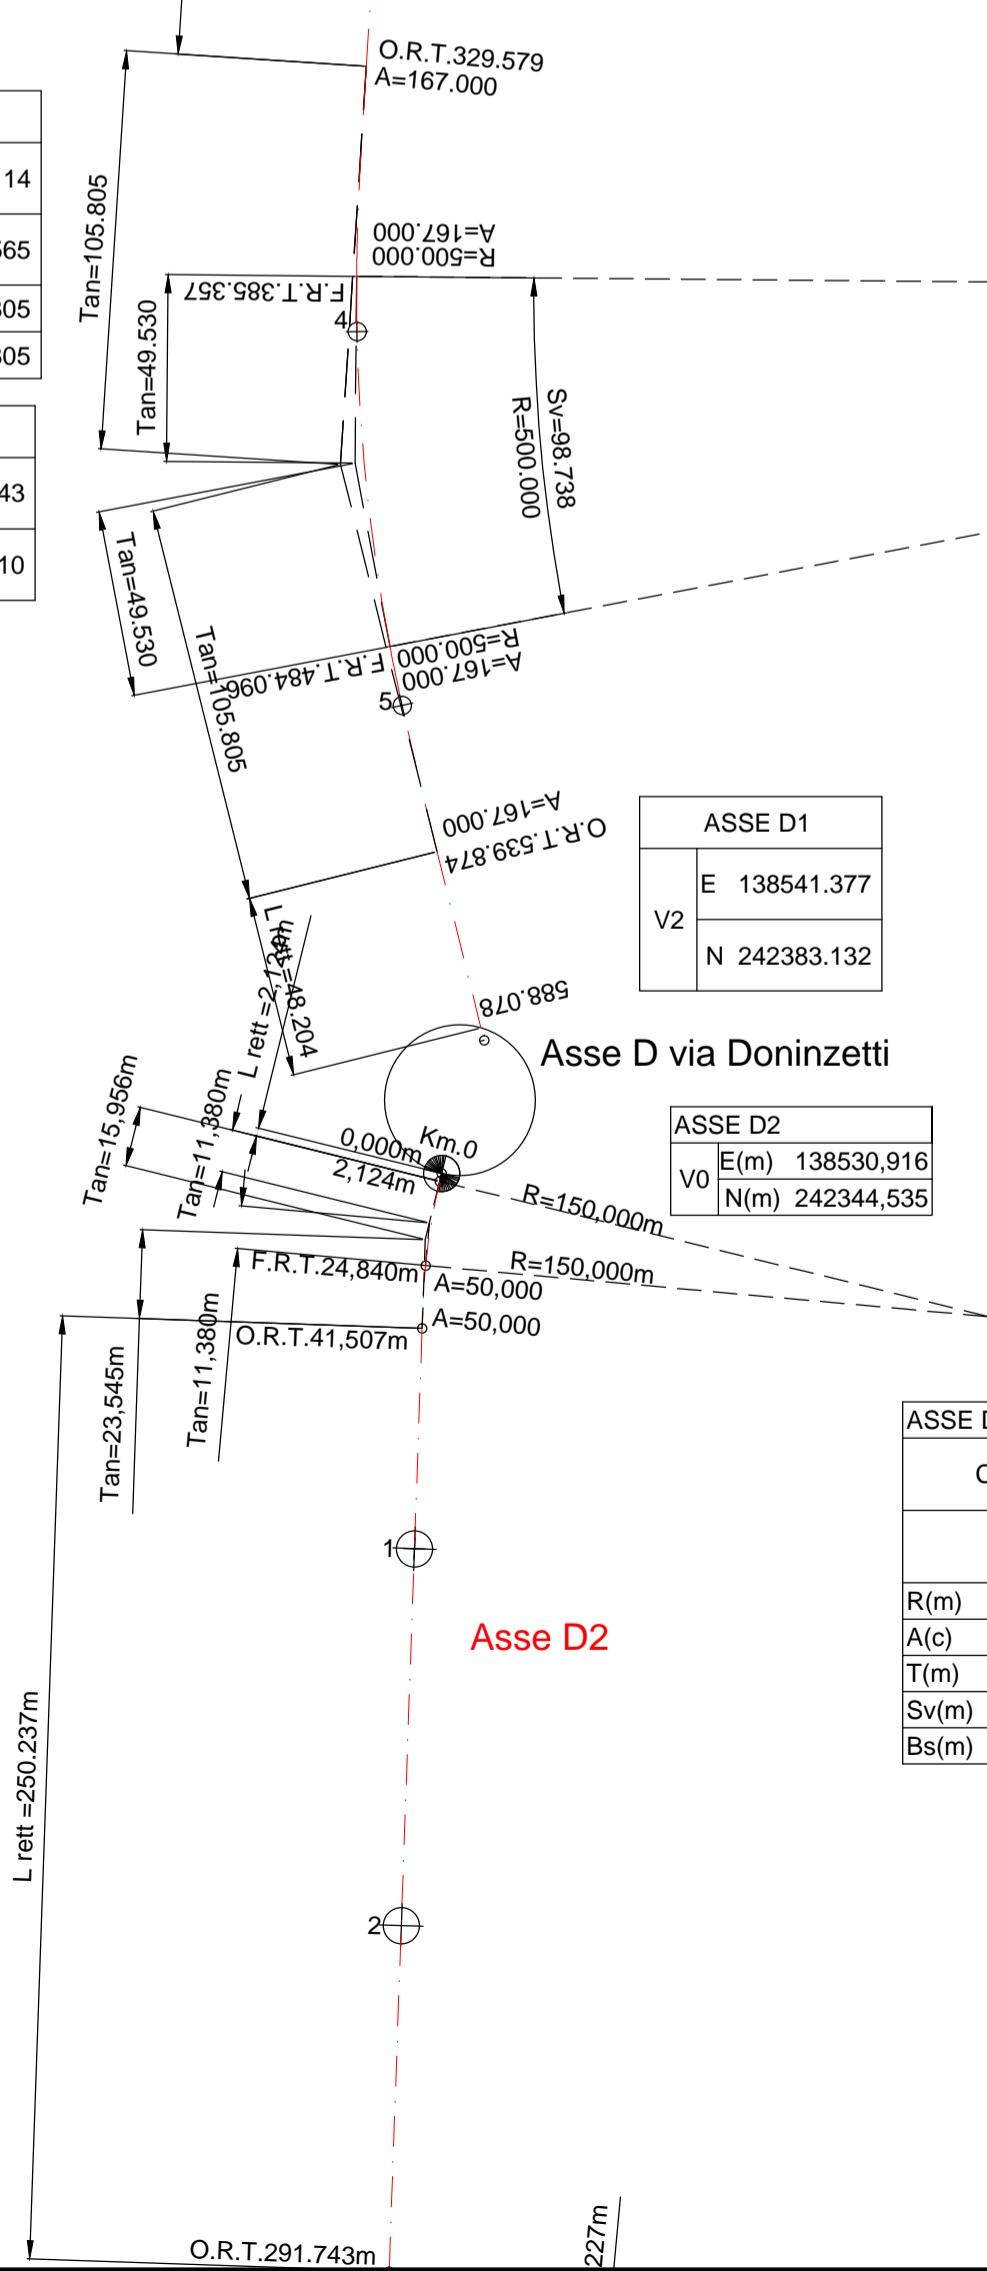 O.R.T.329.579
A=167.000
14
Tan=105.805
A=167.000
R=500.000
F.R.T.385.357
4
Tan=49.530
Sv=98.738
R=500.000
43
10
Tan=49.530
Tan=105.805
R=500.000
A=167.000
F.R.T.484.096
5
A=167.000
O.R.T.539.874
ASSE D1
V2
E 138541.377
N 242383.132
L rett =48.204
L rett =2,124m
588.078
Asse D via Doninzetti
ASSE D2
V0
E(m) 138530,916
N(m) 242344,535
Tan=15,956m
Tan=11,380m
0,000m
Km.0
2,124m
R=150,000m
F.R.T.24,840m
R=150,000m
A=50,000
O.R.T.41,507m
A=50,000
Tan=11,380m
Tan=23,545m
ASSE
R(m)
A(c)
T(m)
Sv(m)
Bs(m)
1
Asse D2
L rett =250.237m
2
O.R.T.291.743m
227m